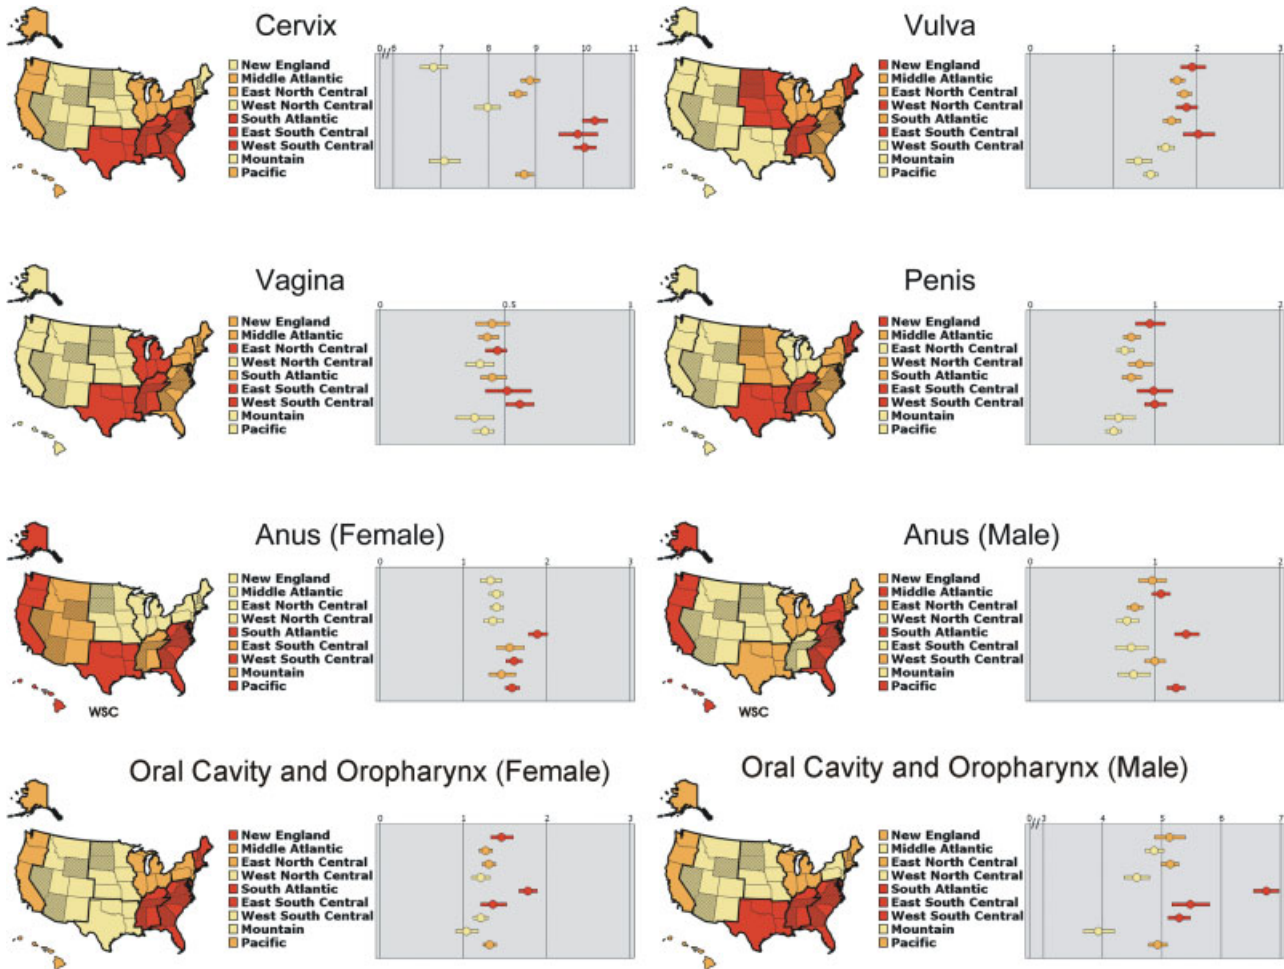 Cervix
0 6 7 8 9 10 11
New England
Middle Atlantic
East North Central
West North Central
South Atlantic
East South Central
West South Central
Mountain
Pacific
Vulva
0 1 2 3
New England
Middle Atlantic
East North Central
West North Central
South Atlantic
East South Central
West South Central
Mountain
Pacific
Vagina
0 0.5 1
New England
Middle Atlantic
East North Central
West North Central
South Atlantic
East South Central
West South Central
Mountain
Pacific
Penis
0 1 2
New England
Middle Atlantic
East North Central
West North Central
South Atlantic
East South Central
West South Central
Mountain
Pacific
Anus (Female)
0 1 2 3
New England
Middle Atlantic
East North Central
West North Central
South Atlantic
East South Central
West South Central
Mountain
Pacific
WSC
Anus (Male)
0 1 2
New England
Middle Atlantic
East North Central
West North Central
South Atlantic
East South Central
West South Central
Mountain
Pacific
WSC
Oral Cavity and Oropharynx (Female)
0 1 2 3
New England
Middle Atlantic
East North Central
West North Central
South Atlantic
East South Central
West South Central
Mountain
Pacific
Oral Cavity and Oropharynx (Male)
0 // 3 4 5 6 7
New England
Middle Atlantic
East North Central
West North Central
South Atlantic
East South Central
West South Central
Mountain
Pacific